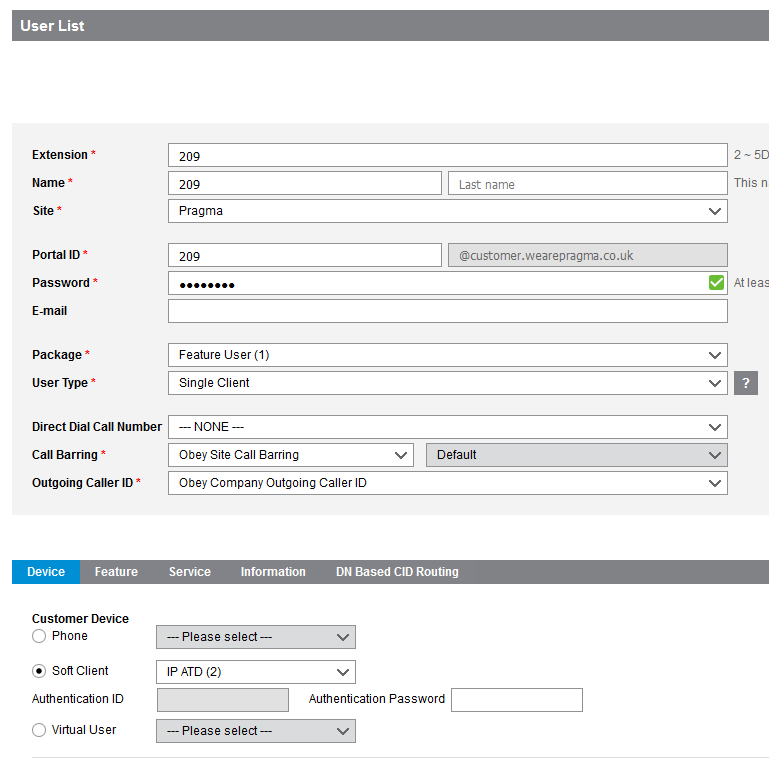 User List
Extension * 209 2 ~ 5D
Name * 209 Last name This n
Site * Pragma
Portal ID * 209 @customer.wearepragma.co.uk
Password * ●●●●●●●● At leas
E-mail
Package * Feature User (1)
User Type * Single Client ?
Direct Dial Call Number --- NONE ---
Call Barring * Obey Site Call Barring Default
Outgoing Caller ID * Obey Company Outgoing Caller ID
Device Feature Service Information DN Based CID Routing
Customer Device
Phone --- Please select ---
Soft Client IP ATD (2)
Authentication ID Authentication Password
Virtual User --- Please select ---